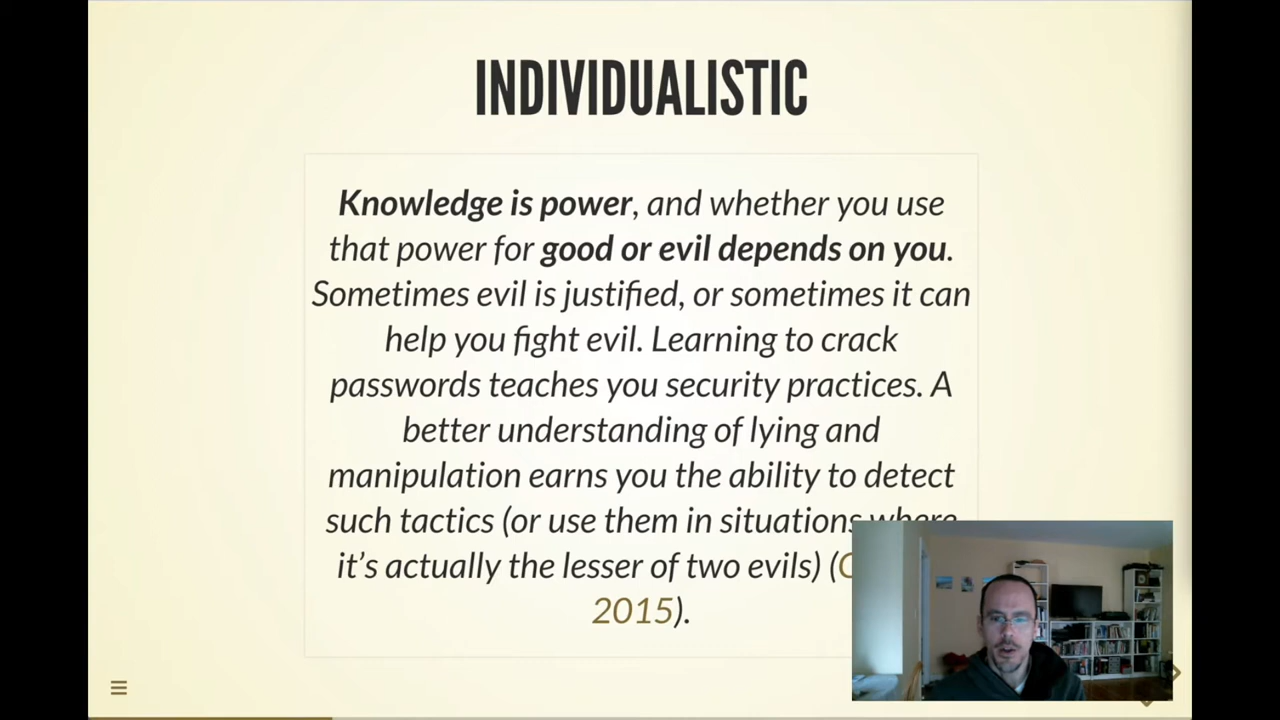 INDIVIDUALISTIC
Knowledge is power, and whether you use
that power for good or evil depends on you.
Sometimes evil is justified, or sometimes it can
help you fight evil. Learning to crack
passwords teaches you security practices. A
better understanding of lying and
manipulation earns you the ability to detect
such tactics (or use them in situations where
it’s actually the lesser of two evils) (
2015).